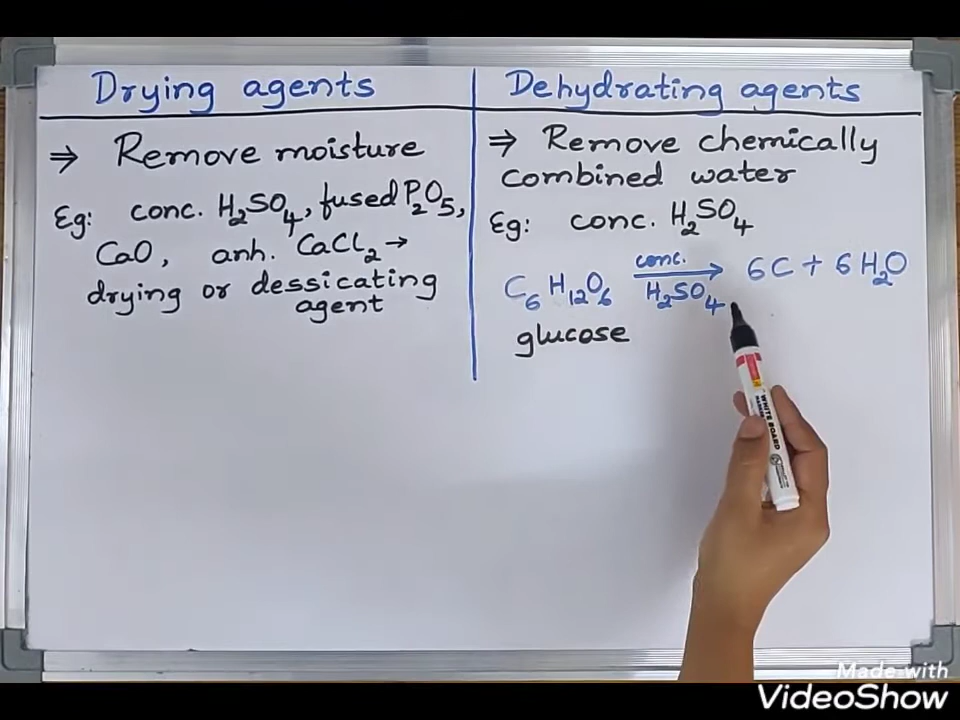 Drying agents
⇒ Remove moisture
Eg: conc. H₂SO₄, fused P₂O₅,
CaO, anh. CaCl₂ →
drying or dessicating
agent
Dehydrating agents
⇒ Remove chemically
combined water
Eg: conc. H₂SO₄
C₆H₁₂O₆ conc. H₂SO₄ → 6C + 6H₂O
glucose
WHITE BOARD
Made with
VideoShow